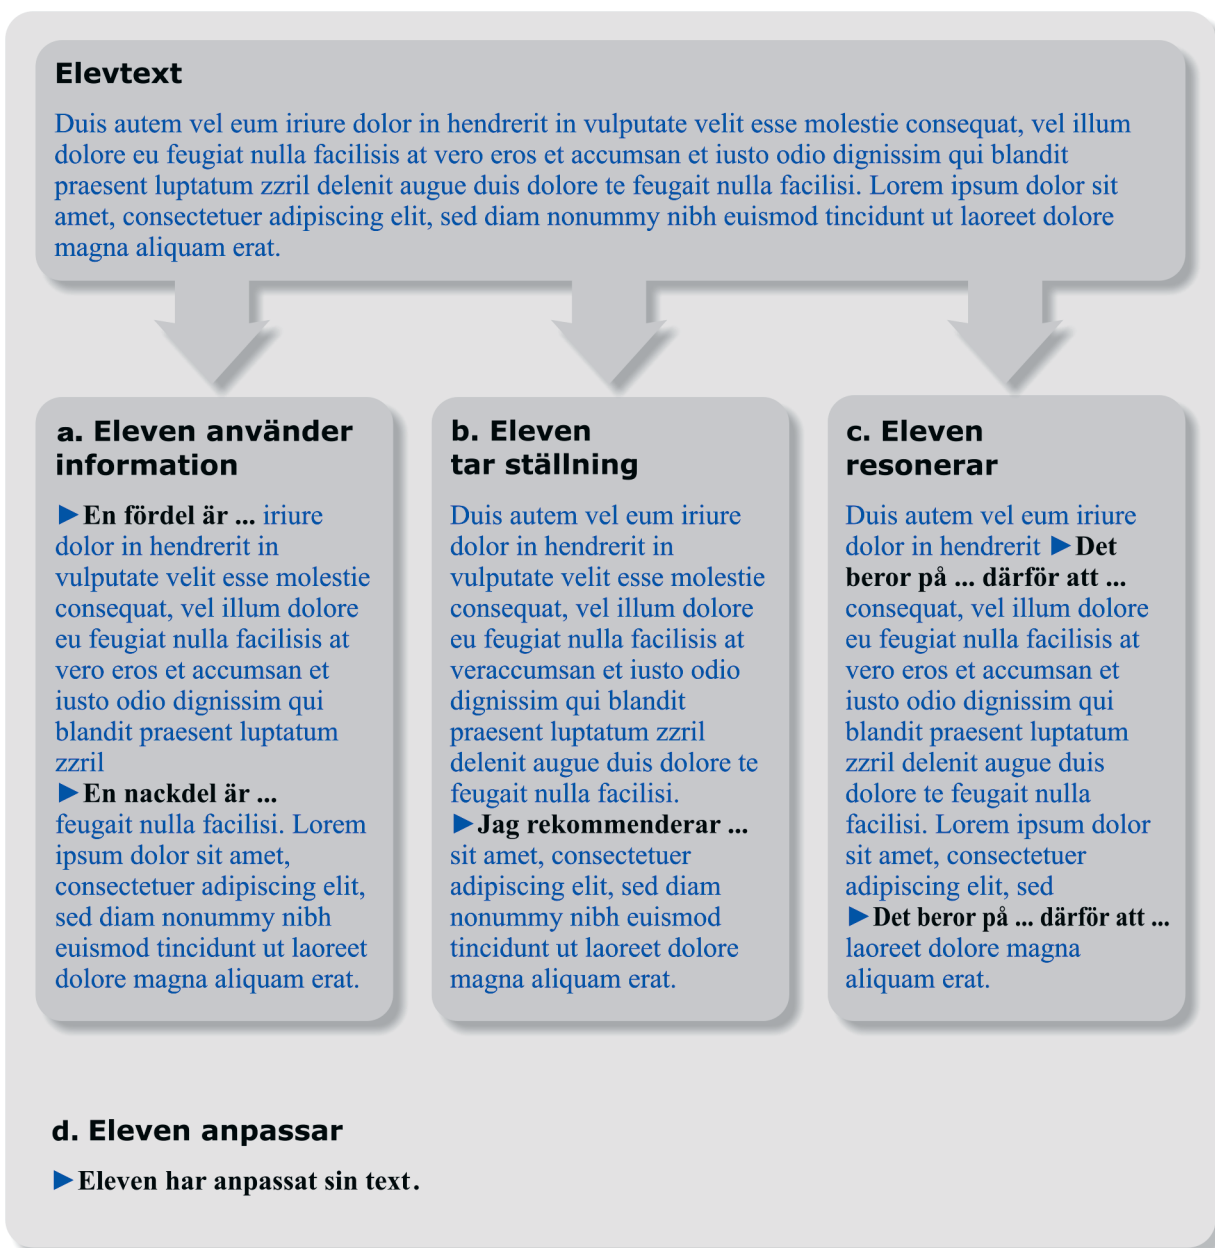 Elevtext
Duis autem vel eum iriure dolor in hendrerit in vulputate velit esse molestie consequat, vel illum
dolore eu feugiat nulla facilisis at vero eros et accumsan et iusto odio dignissim qui blandit
praesent luptatum zzril delenit augue duis dolore te feugait nulla facilisi. Lorem ipsum dolor sit
amet, consectetuer adipiscing elit, sed diam nonummy nibh euismod tincidunt ut laoreet dolore
magna aliquam erat.
a. Eleven använder
information
►En fördel är ... iriure
dolor in hendrerit in
vulputate velit esse molestie
consequat, vel illum dolore
eu feugiat nulla facilisis at
vero eros et accumsan et
iusto odio dignissim qui
blandit praesent luptatum
zzril
►En nackdel är ...
feugait nulla facilisi. Lorem
ipsum dolor sit amet,
consectetuer adipiscing elit,
sed diam nonummy nibh
euismod tincidunt ut laoreet
dolore magna aliquam erat.
b. Eleven
tar ställning
Duis autem vel eum iriure
dolor in hendrerit in
vulputate velit esse molestie
consequat, vel illum dolore
eu feugiat nulla facilisis at
veraccumsan et iusto odio
dignissim qui blandit
praesent luptatum zzril
delenit augue duis dolore te
feugait nulla facilisi.
►Jag rekommenderar ...
sit amet, consectetuer
adipiscing elit, sed diam
nonummy nibh euismod
tincidunt ut laoreet dolore
magna aliquam erat.
c. Eleven
resonerar
Duis autem vel eum iriure
dolor in hendrerit ►Det
beror på ... därför att ...
consequat, vel illum dolore
eu feugiat nulla facilisis at
vero eros et accumsan et
iusto odio dignissim qui
blandit praesent luptatum
zzril delenit augue duis
dolore te feugait nulla
facilisi. Lorem ipsum dolor
sit amet, consectetuer
adipiscing elit, sed
►Det beror på ... därför att ...
laoreet dolore magna
aliquam erat.
d. Eleven anpassar
►Eleven har anpassat sin text.